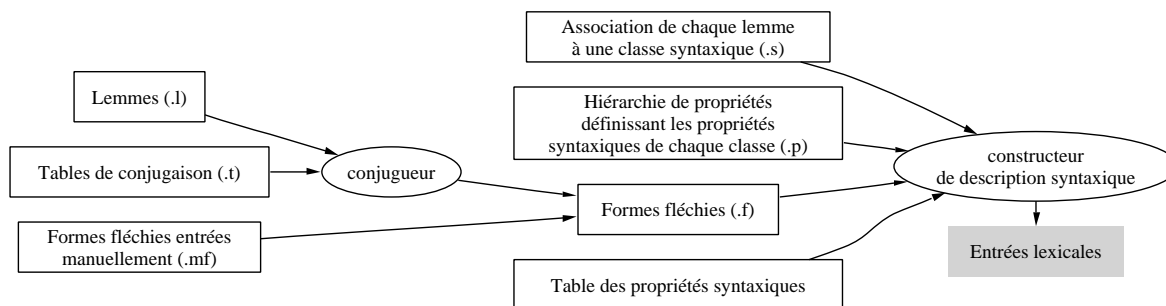 Association de chaque lemme
à une classe syntaxique (.s)
Lemmes (.l)
Hiérarchie de propriétés
définissant les propriétés
syntaxiques de chaque classe (.p)
Tables de conjugaison (.t)
conjugueur
constructeur
de description syntaxique
Formes fléchies (.f)
Formes fléchies entrées
manuellement (.mf)
Entrées lexicales
Table des propriétés syntaxiques